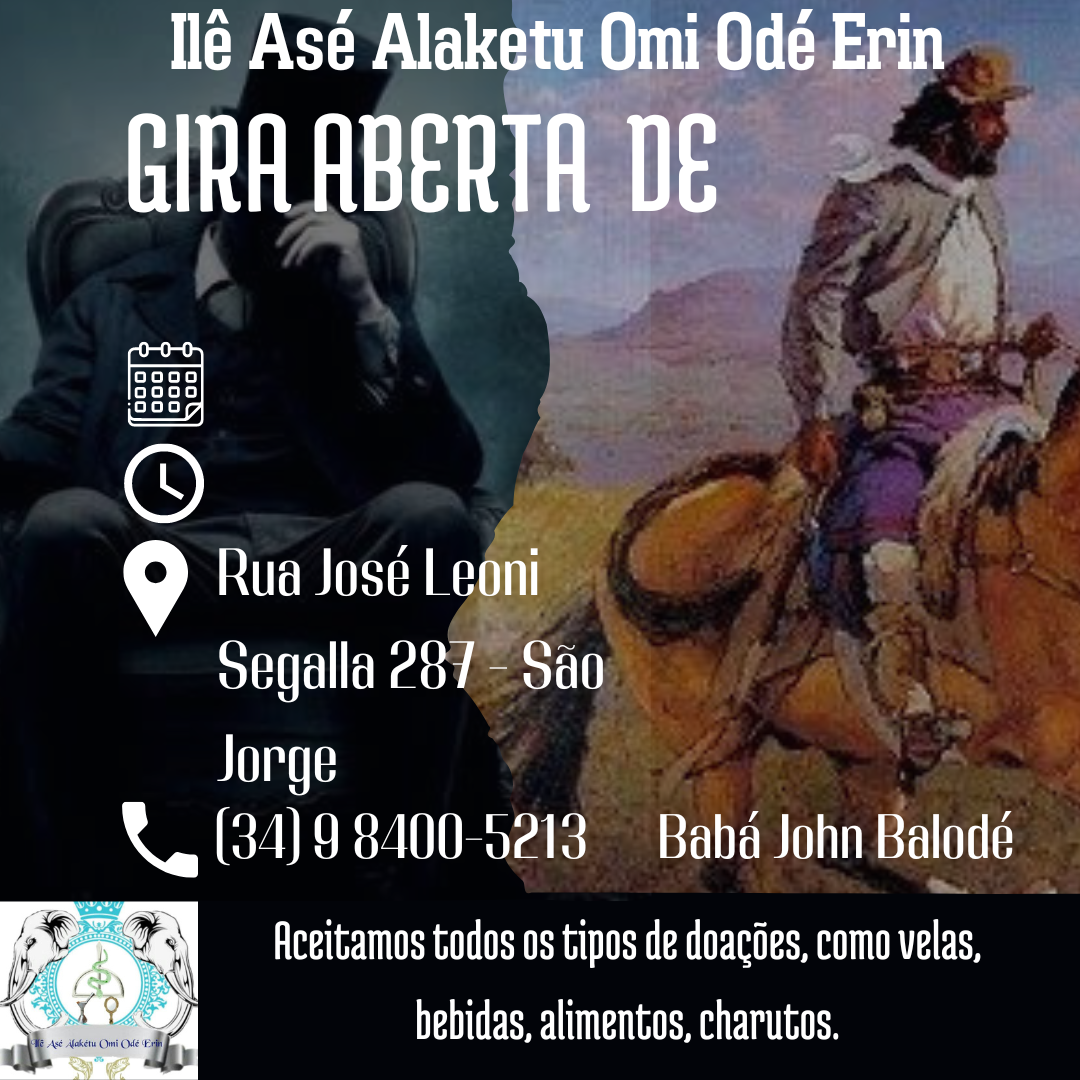 Ilê Asé Alaketu Omi Odé Erin
GIRA ABERTA DE
Rua José Leoni
Segalla 287 - São
Jorge
(34) 9 8400-5213 Babá John Balodé
Aceitamos todos os tipos de doações, como velas,
bebidas, alimentos, charutos.
Ilê Asé Alakétu Omi Odé Erin